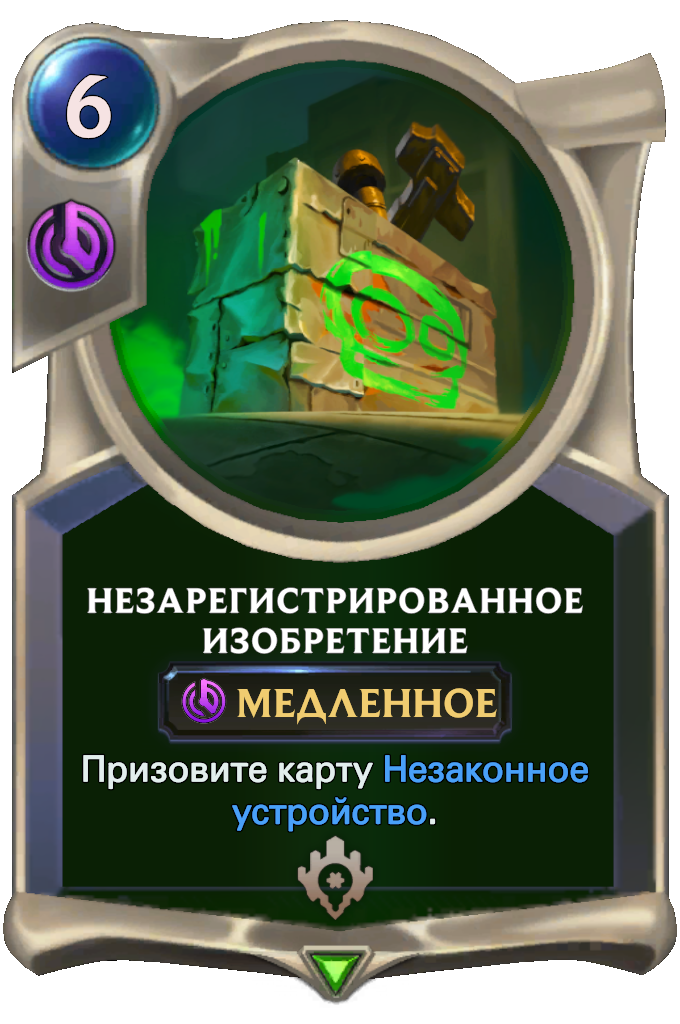 6
НЕЗАРЕГИСТРИРОВАННОЕ
ИЗОБРЕТЕНИЕ
МЕДЛЕННОЕ
Призовите карту Незаконное
устройство.